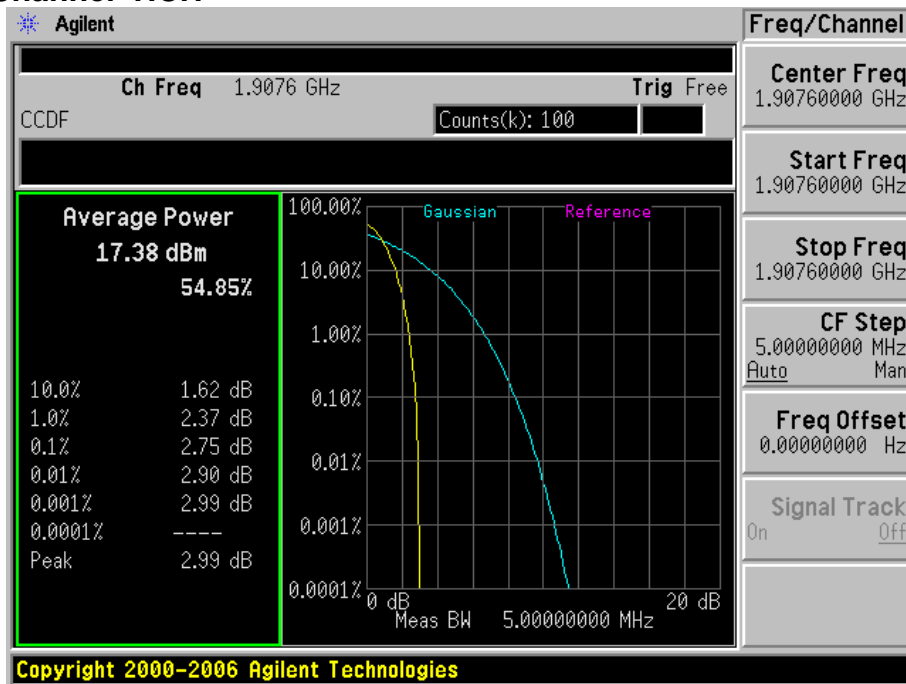 Agilent
Freq/Channel
Ch Freq 1.9076 GHz Trig Free
CCDF Counts(k): 100
Average Power
17.38 dBm
54.85%
10.0% 1.62 dB
1.0% 2.37 dB
0.1% 2.75 dB
0.01% 2.90 dB
0.001% 2.99 dB
0.0001% ----
Peak 2.99 dB
Gaussian Reference
100.00%
10.00%
1.00%
0.10%
0.01%
0.001%
0.0001%
0 dB 20 dB
Meas BW 5.00000000 MHz
Center Freq
1.90760000 GHz
Start Freq
1.90760000 GHz
Stop Freq
1.90760000 GHz
CF Step
5.00000000 MHz
Auto Man
Freq Offset
0.00000000 Hz
Signal Track
On Off
Copyright 2000-2006 Agilent Technologies